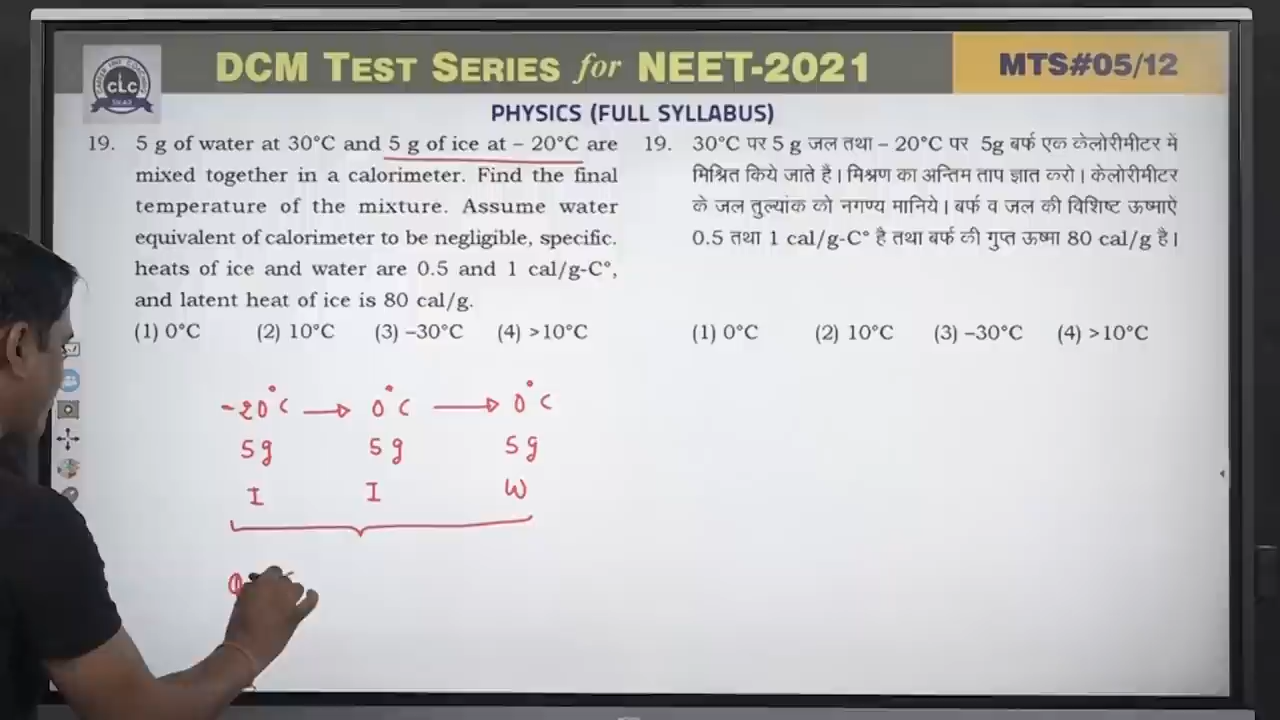 DCM TEST SERIES for NEET-2021
MTS#05/12
CLC
SIKAR
PHYSICS (FULL SYLLABUS)
19. 5 g of water at 30°C and 5 g of ice at – 20°C are
mixed together in a calorimeter. Find the final
temperature of the mixture. Assume water
equivalent of calorimeter to be negligible, specific.
heats of ice and water are 0.5 and 1 cal/g-C°,
and latent heat of ice is 80 cal/g.
(1) 0°C (2) 10°C (3) –30°C (4) >10°C
19. 30°C पर 5 g जल तथा – 20°C पर 5g बर्फ एक केलोरीमीटर में
मिश्रित किये जाते है। मिश्रण का अन्तिम ताप ज्ञात करो। केलोरीमीटर
के जल तुल्यांक को नगण्य मानिये। बर्फ व जल की विशिष्ट ऊष्माऐं
0.5 तथा 1 cal/g-C° है तथा बर्फ की गुप्त ऊष्मा 80 cal/g है।
(1) 0°C (2) 10°C (3) –30°C (4) >10°C
-20°C → 0°C → 0°C
5g 5g 5g
I I W